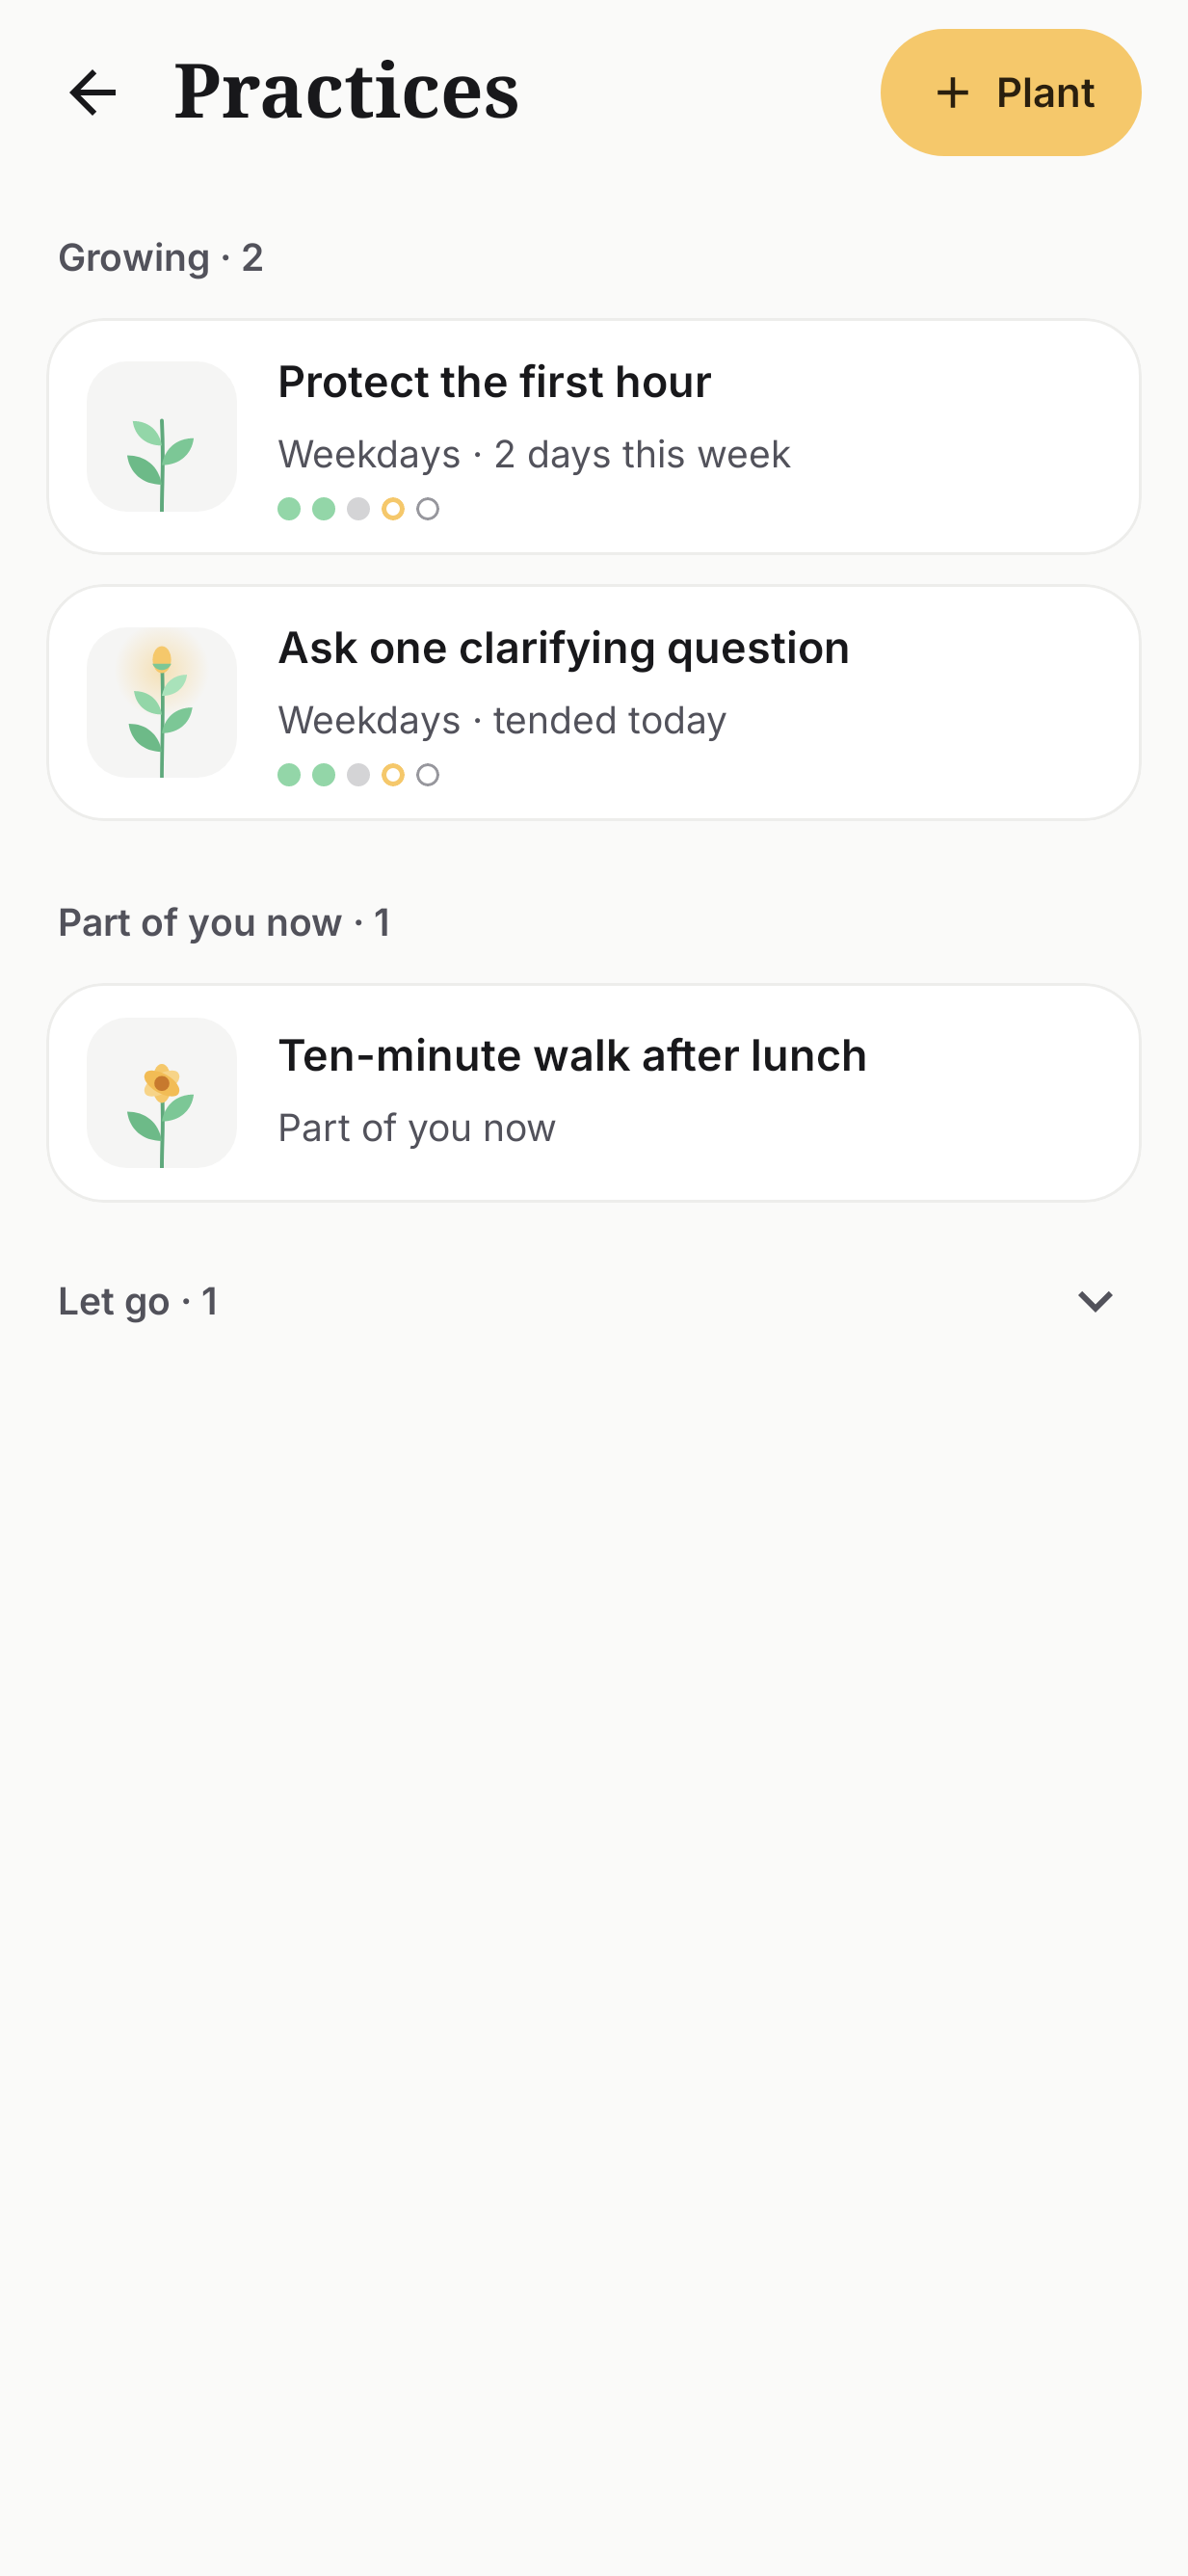 Practices
+ Plant
Growing · 2
Protect the first hour
Weekdays · 2 days this week
Ask one clarifying question
Weekdays · tended today
Part of you now · 1
Ten-minute walk after lunch
Part of you now
Let go · 1